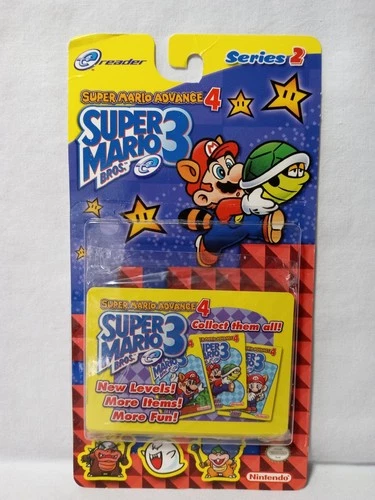 e reader
Series 2
SUPER MARIO ADVANCE 4
SUPER
MARIO 3
BROS. e
SUPER MARIO ADVANCE 4
SUPER
MARIO 3
BROS.
Collect them all!
New Levels!
More Items!
More Fun!
Nintendo